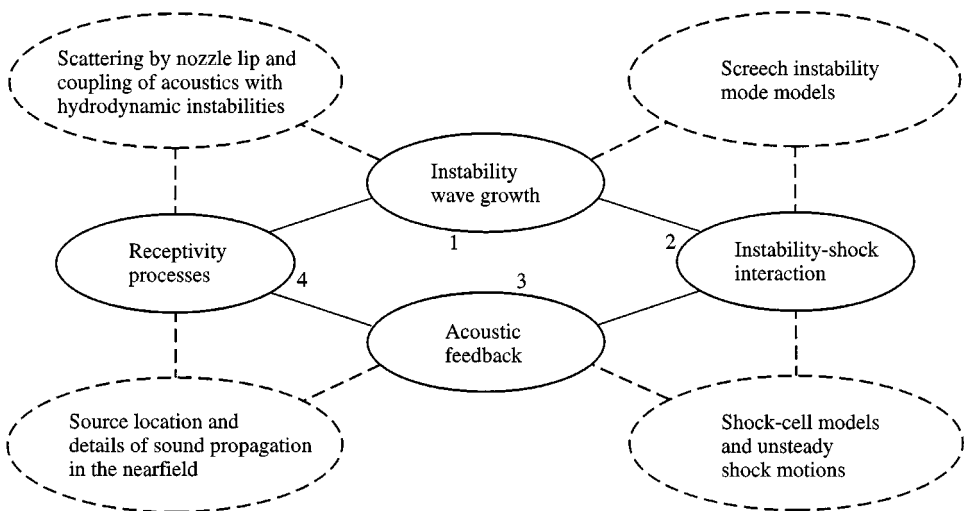 Scattering by nozzle lip and
coupling of acoustics with
hydrodynamic instabilities
Screech instability
mode models
Instability
wave growth
1
2
Receptivity
processes
4
3
Instability-shock
interaction
Acoustic
feedback
Source location and
details of sound propagation
in the nearfield
Shock-cell models
and unsteady
shock motions